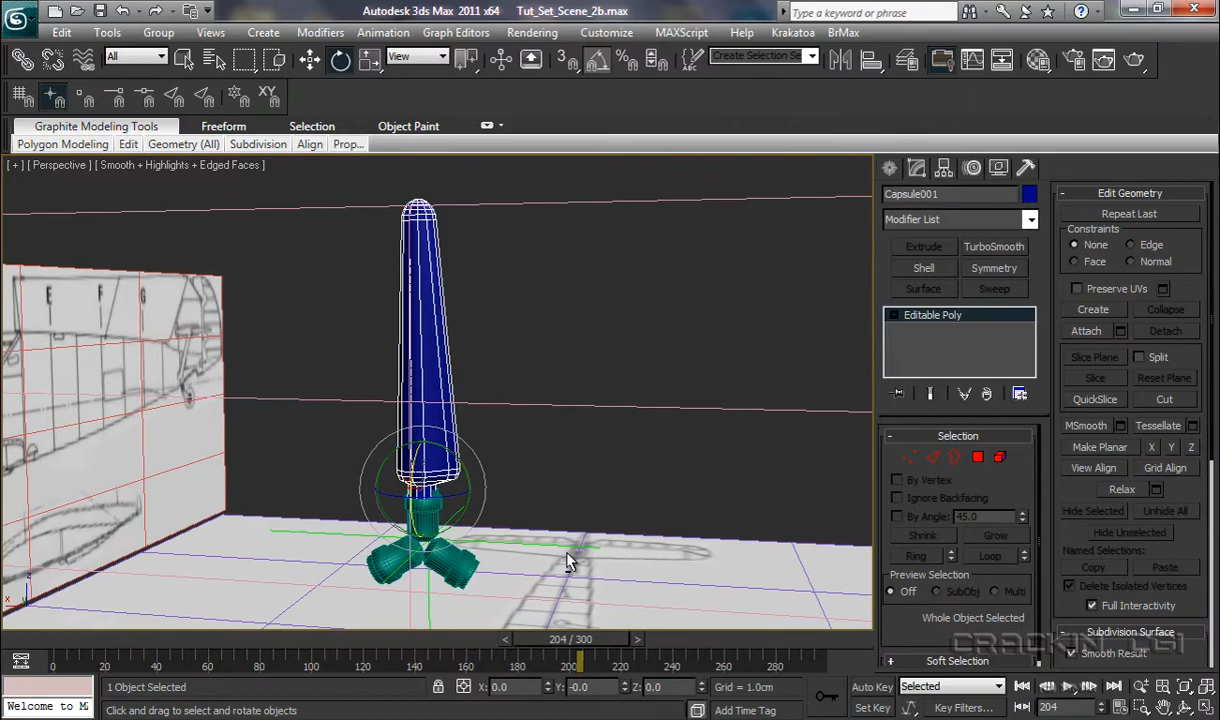 Autodesk 3ds Max 2011 x64 Tut_Set_Scene_2b.max
Type a keyword or phrase
Edit Tools Group Views Create Modifiers Animation Graph Editors Rendering Customize MAXScript Help Krakatoa BrMax
All View Create Selection Se
XY
Graphite Modeling Tools Freeform Selection Object Paint
Polygon Modeling Edit Geometry (All) Subdivision Align Prop...
[ + ] [ Perspective ] [ Smooth + Highlights + Edged Faces ]
E F G
Capsule001
Modifier List
Extrude TurboSmooth
Shell Symmetry
Surface Sweep
Editable Poly
- Selection
By Vertex
Ignore Backfacing
By Angle: 45.0
Shrink Grow
Ring Loop
Preview Selection
Off SubObj Multi
Whole Object Selected
+ Soft Selection
- Edit Geometry
Repeat Last
Constraints
None Edge
Face Normal
Preserve UVs
Create Collapse
Attach Detach
Slice Plane Split
Slice Reset Plane
QuickSlice Cut
MSmooth Tessellate
Make Planar X Y Z
View Align Grid Align
Relax
Hide Selected Unhide All
Hide Unselected
Named Selections:
Copy Paste
Delete Isolated Vertices
Full Interactivity
- Subdivision Surface
Smooth Result
CRACKIN CGI
z
x
< 204 / 300 >
0 20 40 60 80 100 120 140 160 180 200 220 240 260 280
1 Object Selected X: 0.0 Y: -0.0 Z: 0.0 Grid = 1.0cm Auto Key Selected
Welcome to M Click and drag to select and rotate objects Add Time Tag Set Key Key Filters... 204